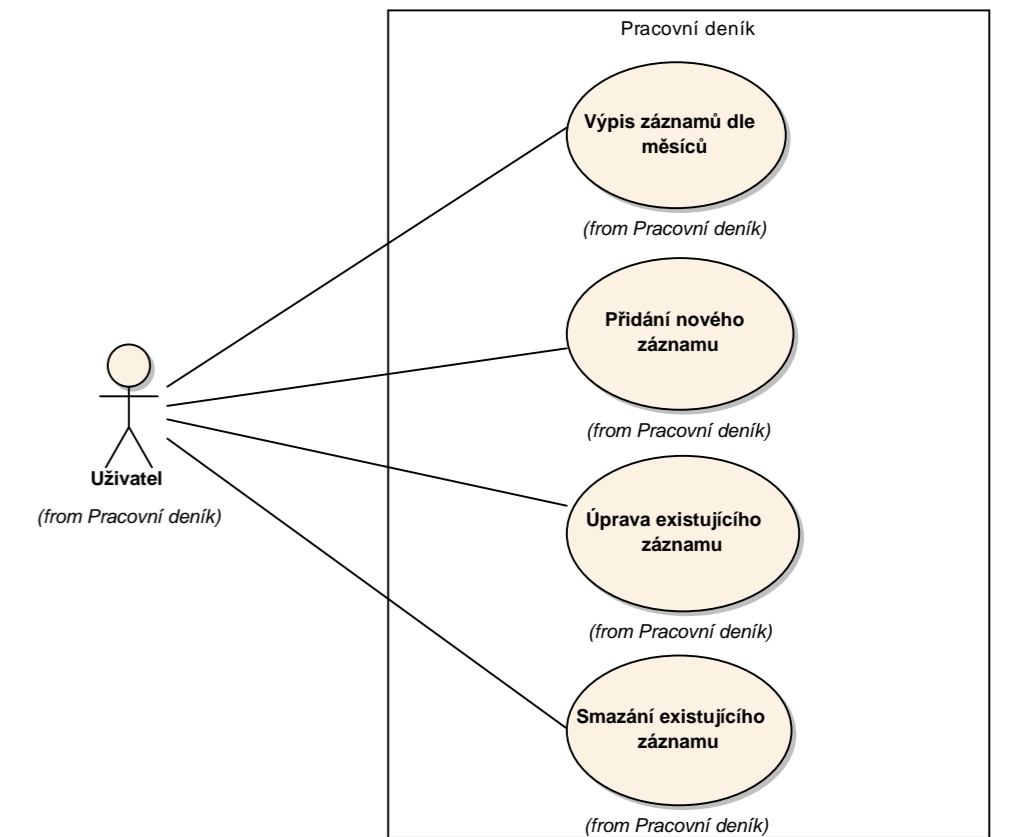 Pracovní deník
Výpis záznamů dle
měsíců
(from Pracovní deník)
Přidání nového
záznamu
(from Pracovní deník)
Uživatel
(from Pracovní deník)
Úprava existujícího
záznamu
(from Pracovní deník)
Smazání existujícího
záznamu
(from Pracovní deník)